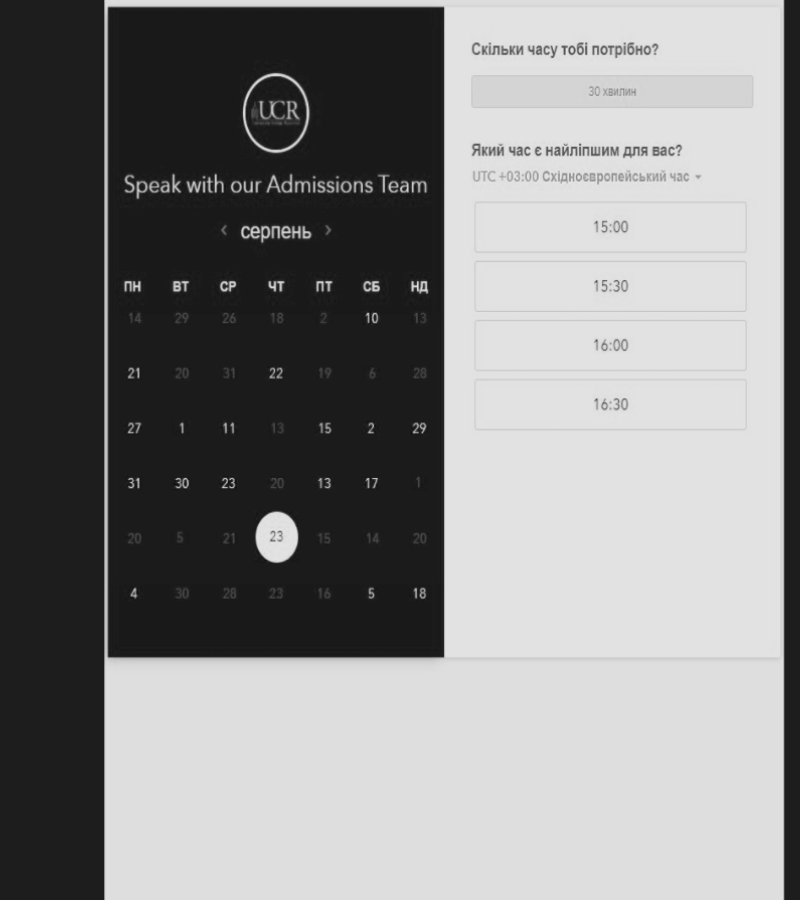 UCR
Speak with our Admissions Team
‹ серпень ›
ПН ВТ СР ЧТ ПТ СБ НД
14 29 26 18 2 10 13
21 20 31 22 19 6 28
27 1 11 13 15 2 29
31 30 23 20 13 17 1
20 5 21 23 15 14 20
4 30 28 23 16 5 18
Скільки часу тобі потрібно?
30 хвилин
Який час є найліпшим для вас?
UTC +03:00 Східноєвропейський час
15:00
15:30
16:00
16:30